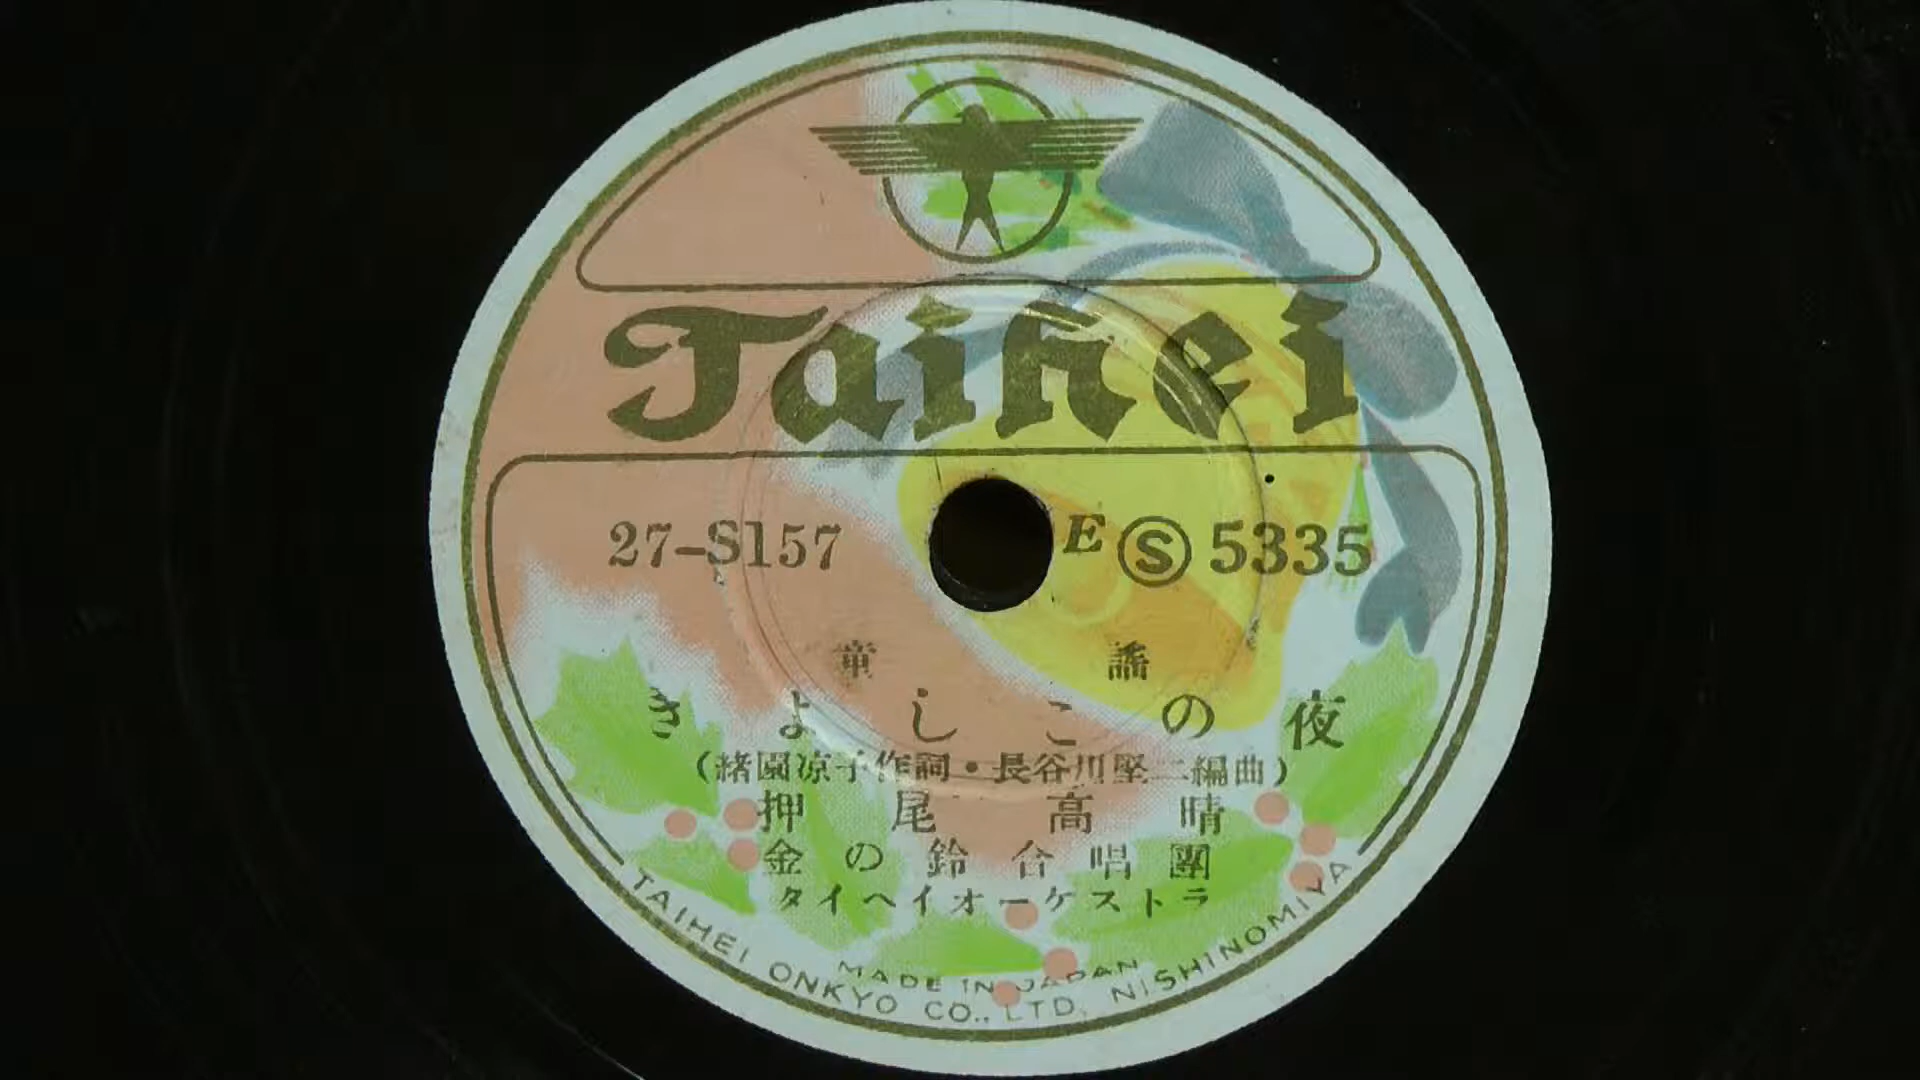 Taihei
27-S157 E Ⓢ 5335
童謠
きよしこの夜
(緒園凉子作詞・長谷川堅二編曲)
押尾高晴
金の鈴合唱團
タイヘイオーケストラ
MADE IN JAPAN
TAIHEI ONKYO CO., LTD. NISHINOMIYA